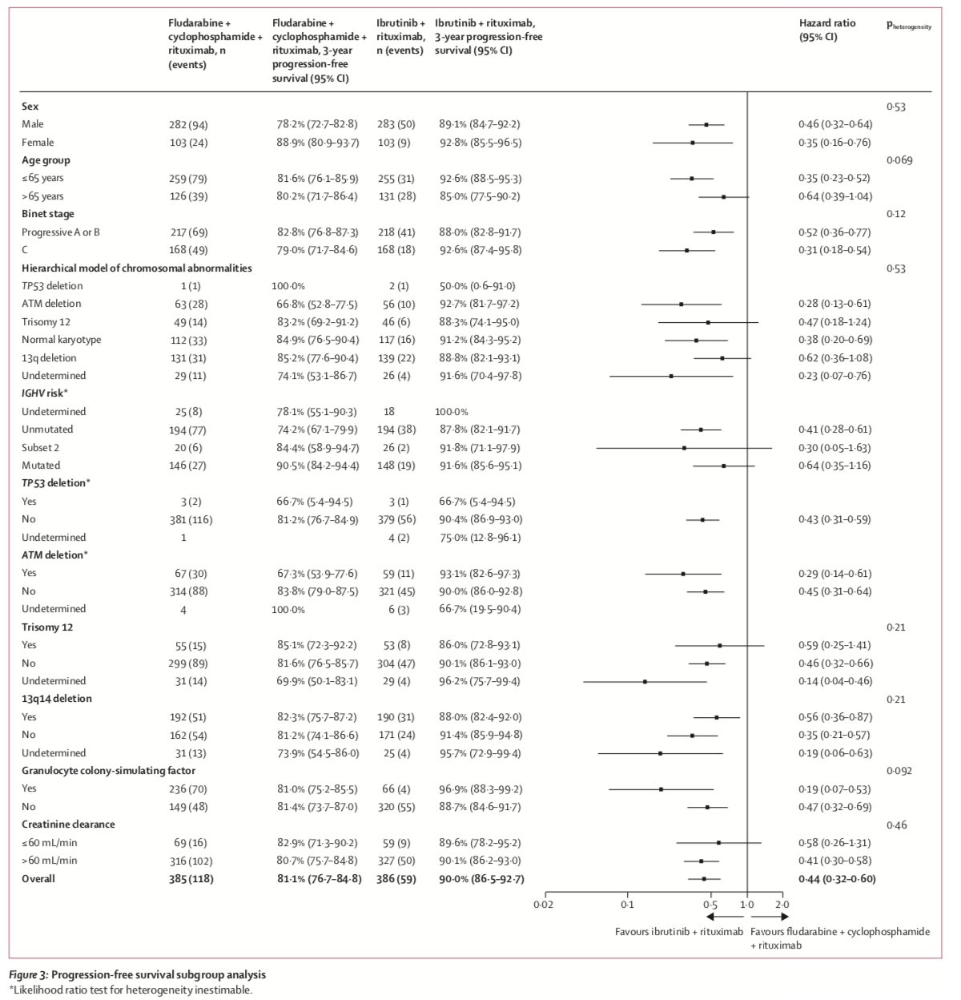 Fludarabine + cyclophosphamide + rituximab, n (events) Fludarabine + cyclophosphamide + rituximab, 3-year progression-free survival (95% CI) Ibrutinib + rituximab, n (events) Ibrutinib + rituximab, 3-year progression-free survival (95% CI) Hazard ratio (95% CI) pheterogeneity
Sex 0·53
Male 282 (94) 78·2% (72·7–82·8) 283 (50) 89·1% (84·7–92·2) 0·46 (0·32–0·64)
Female 103 (24) 88·9% (80·9–93·7) 103 (9) 92·8% (85·5–96·5) 0·35 (0·16–0·76)
Age group 0·069
≤65 years 259 (79) 81·6% (76·1–85·9) 255 (31) 92·6% (88·5–95·3) 0·35 (0·23–0·52)
>65 years 126 (39) 80·2% (71·7–86·4) 131 (28) 85·0% (77·5–90·2) 0·64 (0·39–1·04)
Binet stage 0·12
Progressive A or B 217 (69) 82·8% (76·8–87·3) 218 (41) 88·0% (82·8–91·7) 0·52 (0·36–0·77)
C 168 (49) 79·0% (71·7–84·6) 168 (18) 92·6% (87·4–95·8) 0·31 (0·18–0·54)
Hierarchical model of chromosomal abnormalities 0·53
TP53 deletion 1 (1) 100·0% 2 (1) 50·0% (0·6–91·0)
ATM deletion 63 (28) 66·8% (52·8–77·5) 56 (10) 92·7% (81·7–97·2) 0·28 (0·13–0·61)
Trisomy 12 49 (14) 83·2% (69·2–91·2) 46 (6) 88·3% (74·1–95·0) 0·47 (0·18–1·24)
Normal karyotype 112 (33) 84·9% (76·5–90·4) 117 (16) 91·2% (84·3–95·2) 0·38 (0·20–0·69)
13q deletion 131 (31) 85·2% (77·6–90·4) 139 (22) 88·8% (82·1–93·1) 0·62 (0·36–1·08)
Undetermined 29 (11) 74·1% (53·1–86·7) 26 (4) 91·6% (70·4–97·8) 0·23 (0·07–0·76)
IGHV risk*
Undetermined 25 (8) 78·1% (55·1–90·3) 18 100·0%
Unmutated 194 (77) 74·2% (67·1–79·9) 194 (38) 87·8% (82·1–91·7) 0·41 (0·28–0·61)
Subset 2 20 (6) 84·4% (58·9–94·7) 26 (2) 91·8% (71·1–97·9) 0·30 (0·05–1·63)
Mutated 146 (27) 90·5% (84·2–94·4) 148 (19) 91·6% (85·6–95·1) 0·64 (0·35–1·16)
TP53 deletion*
Yes 3 (2) 66·7% (5·4–94·5) 3 (1) 66·7% (5·4–94·5)
No 381 (116) 81·2% (76·7–84·9) 379 (56) 90·4% (86·9–93·0) 0·43 (0·31–0·59)
Undetermined 1 4 (2) 75·0% (12·8–96·1)
ATM deletion*
Yes 67 (30) 67·3% (53·9–77·6) 59 (11) 93·1% (82·6–97·3) 0·29 (0·14–0·61)
No 314 (88) 83·8% (79·0–87·5) 321 (45) 90·0% (86·0–92·8) 0·45 (0·31–0·64)
Undetermined 4 100·0% 6 (3) 66·7% (19·5–90·4)
Trisomy 12 0·21
Yes 55 (15) 85·1% (72·3–92·2) 53 (8) 86·0% (72·8–93·1) 0·59 (0·25–1·41)
No 299 (89) 81·6% (76·5–85·7) 304 (47) 90·1% (86·1–93·0) 0·46 (0·32–0·66)
Undetermined 31 (14) 69·9% (50·1–83·1) 29 (4) 96·2% (75·7–99·4) 0·14 (0·04–0·46)
13q14 deletion 0·21
Yes 192 (51) 82·3% (75·7–87·2) 190 (31) 88·0% (82·4–92·0) 0·56 (0·36–0·87)
No 162 (54) 81·2% (74·1–86·6) 171 (24) 91·4% (85·9–94·8) 0·35 (0·21–0·57)
Undetermined 31 (13) 73·9% (54·5–86·0) 25 (4) 95·7% (72·9–99·4) 0·19 (0·06–0·63)
Granulocyte colony-simulating factor 0·092
Yes 236 (70) 81·0% (75·2–85·5) 66 (4) 96·9% (88·3–99·2) 0·19 (0·07–0·53)
No 149 (48) 81·4% (73·7–87·0) 320 (55) 88·7% (84·6–91·7) 0·47 (0·32–0·69)
Creatinine clearance 0·46
≤60 mL/min 69 (16) 82·9% (71·3–90·2) 59 (9) 89·6% (78·2–95·2) 0·58 (0·26–1·31)
>60 mL/min 316 (102) 80·7% (75·7–84·8) 327 (50) 90·1% (86·2–93·0) 0·41 (0·30–0·58)
Overall 385 (118) 81·1% (76·7–84·8) 386 (59) 90·0% (86·5–92·7) 0·44 (0·32–0·60)
0·02 0·1 0·5 1·0 2·0
Favours ibrutinib + rituximab Favours fludarabine + cyclophosphamide
+ rituximab
Figure 3: Progression-free survival subgroup analysis
*Likelihood ratio test for heterogeneity inestimable.